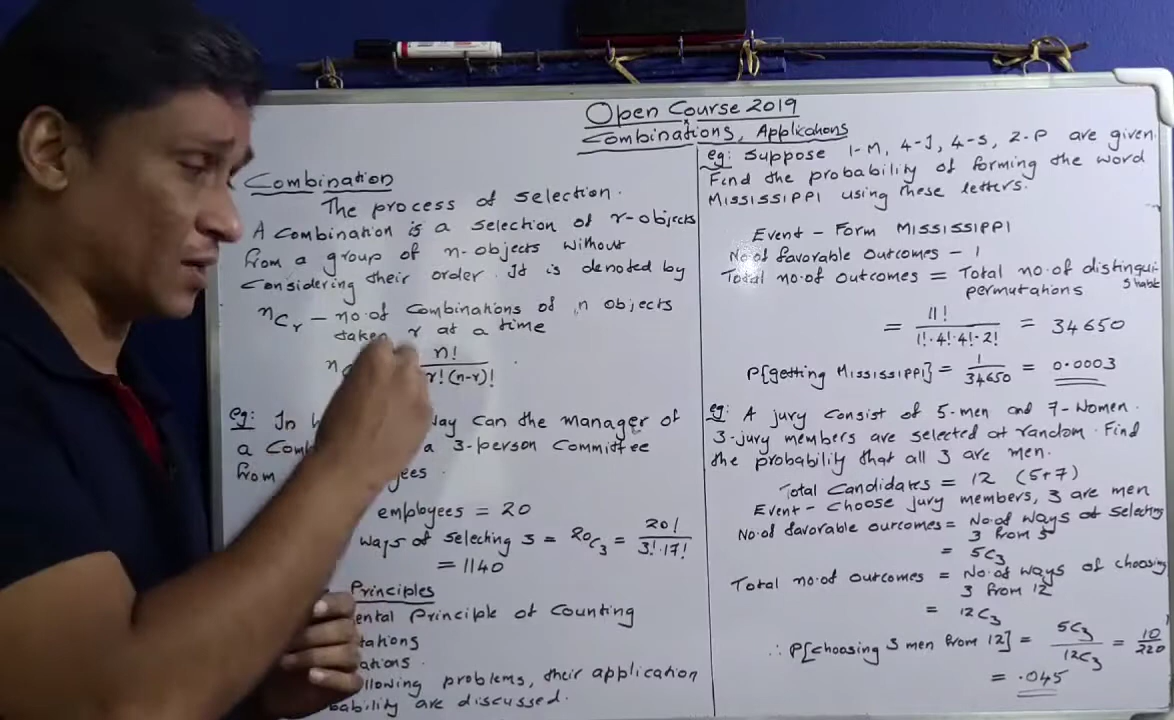 Open Course 2019
Combinations, Applications
Combination
The process of selection.
A Combination is a selection of r-objects
from a group of n-objects without
Considering their order. It is denoted by
nCr - no.of Combinations of n objects
taken r at a time
n!
r!(n-r)!
eg: In way can the manager of
a 3-person Committee
from
employees = 20
ways of selecting 3 = 20C3 = 20! / 3!·17!
= 1140
Principles
Principle of Counting
following problems, their application
are discussed.
eg: Suppose 1-M, 4-I, 4-S, 2-P are given.
Find the probability of forming the word
MISSISSIPPI using these letters.
Event - Form MISSISSIPPI
No.of favorable outcomes - 1
Total no.of outcomes = Total no.of distinguishable
permutations
= 11! / 1!·4!·4!·2! = 34650
P[getting MISSISSIPPI] = 1/34650 = 0.0003
eg: A jury consist of 5-men and 7-women.
3-jury members are selected at random. Find
the probability that all 3 are men.
Total Candidates = 12 (5+7)
Event - choose jury members, 3 are men
No.of favorable outcomes = No.of ways of selecting
3 from 5
= 5C3
Total no.of outcomes = No.of ways of choosing
3 from 12
= 12C3
∴ P[choosing 3 men from 12] = 5C3 / 12C3 = 10/220
= .045